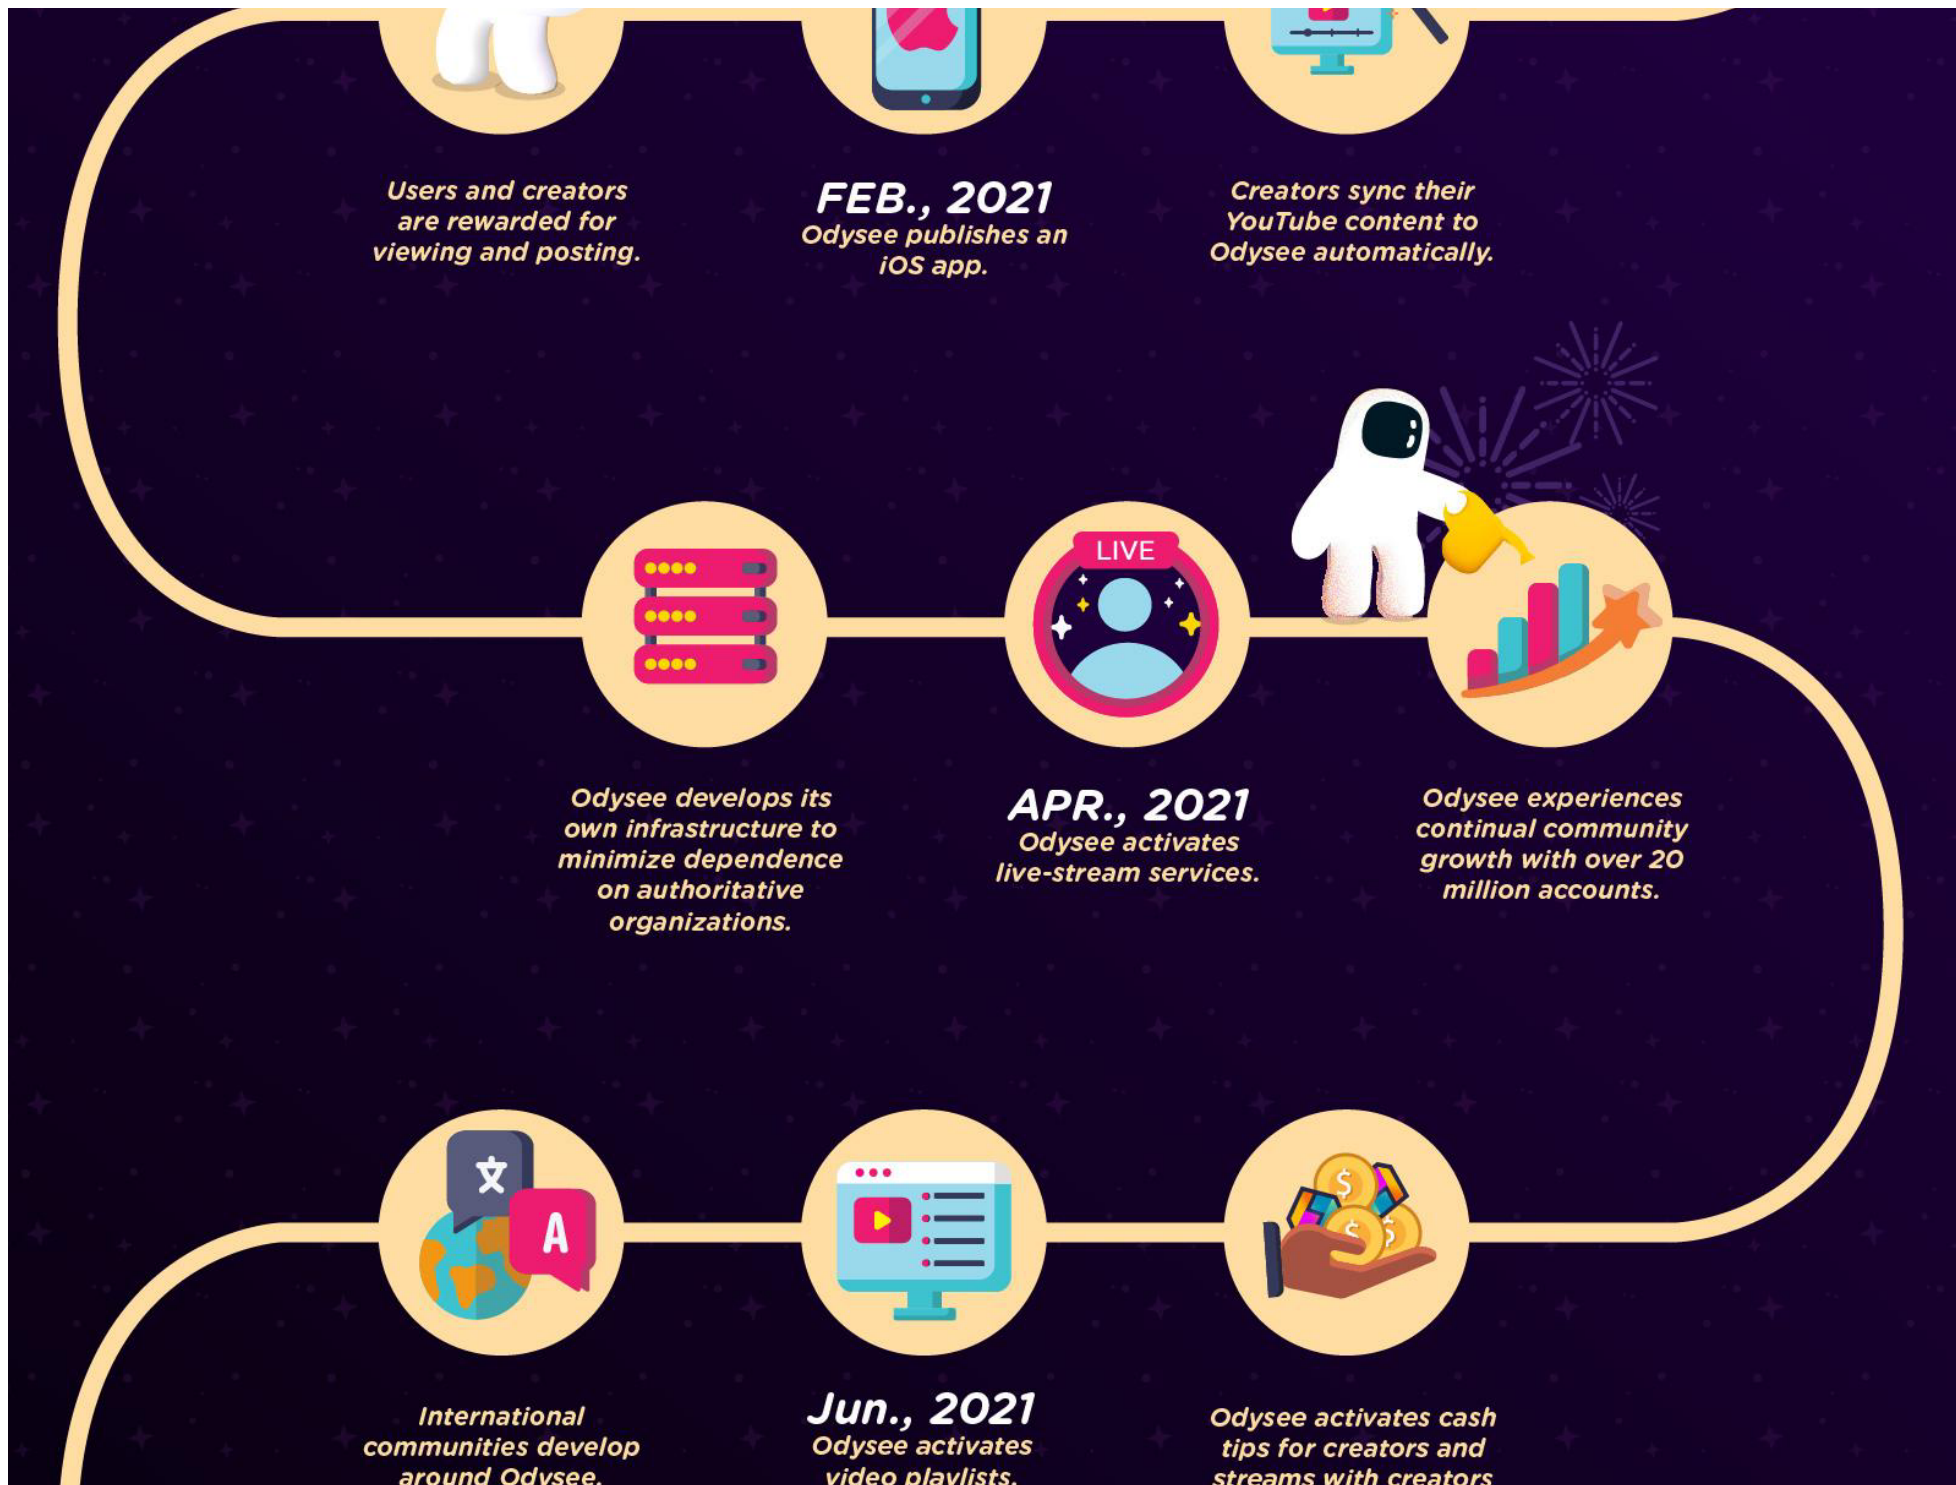 Users and creators
are rewarded for
viewing and posting.
FEB., 2021
Odysee publishes an
iOS app.
Creators sync their
YouTube content to
Odysee automatically.
LIVE
Odysee develops its
own infrastructure to
minimize dependence
on authoritative
organizations.
APR., 2021
Odysee activates
live-stream services.
Odysee experiences
continual community
growth with over 20
million accounts.
文
A
$
$
$
International
communities develop
around Odysee.
Jun., 2021
Odysee activates
video playlists.
Odysee activates cash
tips for creators and
streams with creators